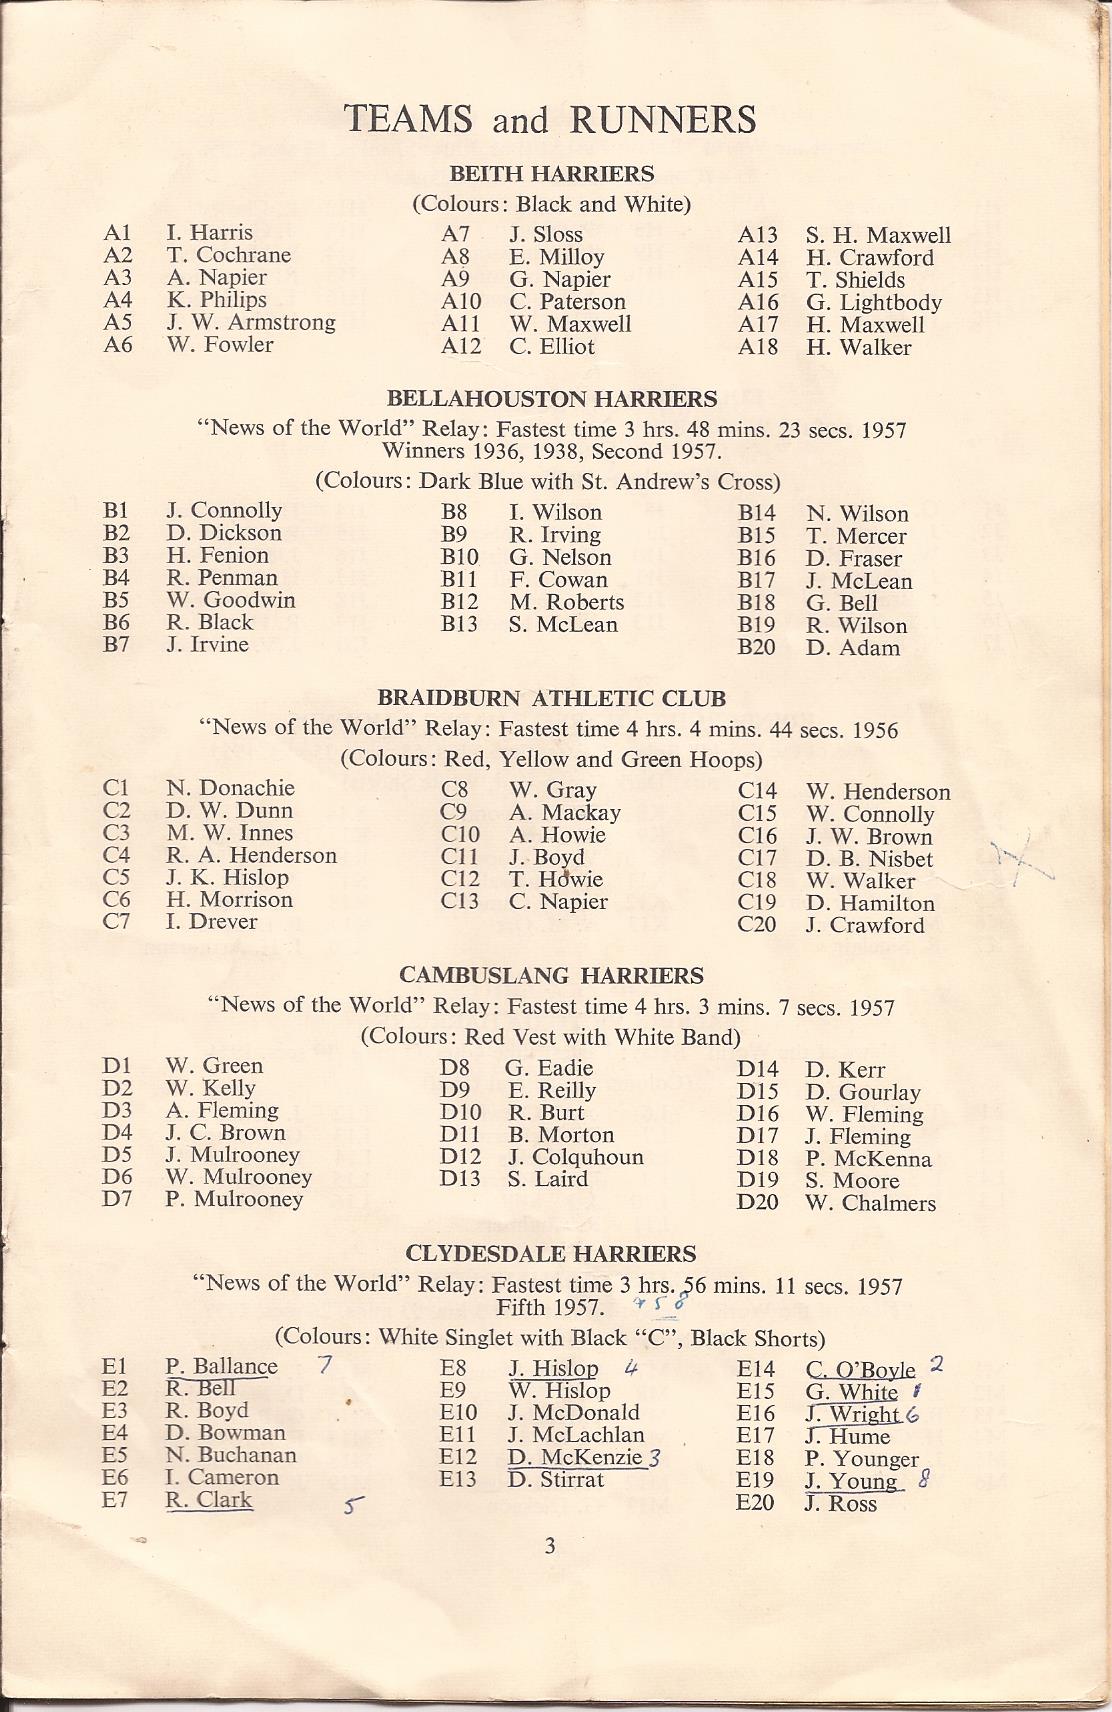 TEAMS and RUNNERS
BEITH HARRIERS
(Colours: Black and White)
A1 I. Harris A7 J. Sloss A13 S. H. Maxwell
A2 T. Cochrane A8 E. Milloy A14 H. Crawford
A3 A. Napier A9 G. Napier A15 T. Shields
A4 K. Philips A10 C. Paterson A16 G. Lightbody
A5 J. W. Armstrong A11 W. Maxwell A17 H. Maxwell
A6 W. Fowler A12 C. Elliot A18 H. Walker
BELLAHOUSTON HARRIERS
“News of the World” Relay: Fastest time 3 hrs. 48 mins. 23 secs. 1957
Winners 1936, 1938, Second 1957.
(Colours: Dark Blue with St. Andrew’s Cross)
B1 J. Connolly B8 I. Wilson B14 N. Wilson
B2 D. Dickson B9 R. Irving B15 T. Mercer
B3 H. Fenion B10 G. Nelson B16 D. Fraser
B4 R. Penman B11 F. Cowan B17 J. McLean
B5 W. Goodwin B12 M. Roberts B18 G. Bell
B6 R. Black B13 S. McLean B19 R. Wilson
B7 J. Irvine B20 D. Adam
BRAIDBURN ATHLETIC CLUB
“News of the World” Relay: Fastest time 4 hrs. 4 mins. 44 secs. 1956
(Colours: Red, Yellow and Green Hoops)
C1 N. Donachie C8 W. Gray C14 W. Henderson
C2 D. W. Dunn C9 A. Mackay C15 W. Connolly
C3 M. W. Innes C10 A. Howie C16 J. W. Brown
C4 R. A. Henderson C11 J. Boyd C17 D. B. Nisbet
C5 J. K. Hislop C12 T. Howie C18 W. Walker
C6 H. Morrison C13 C. Napier C19 D. Hamilton
C7 I. Drever C20 J. Crawford
CAMBUSLANG HARRIERS
“News of the World” Relay: Fastest time 4 hrs. 3 mins. 7 secs. 1957
(Colours: Red Vest with White Band)
D1 W. Green D8 G. Eadie D14 D. Kerr
D2 W. Kelly D9 E. Reilly D15 D. Gourlay
D3 A. Fleming D10 R. Burt D16 W. Fleming
D4 J. C. Brown D11 B. Morton D17 J. Fleming
D5 J. Mulrooney D12 J. Colquhoun D18 P. McKenna
D6 W. Mulrooney D13 S. Laird D19 S. Moore
D7 P. Mulrooney D20 W. Chalmers
CLYDESDALE HARRIERS
“News of the World” Relay: Fastest time 3 hrs. 56 mins. 11 secs. 1957
Fifth 1957. 58
(Colours: White Singlet with Black “C”, Black Shorts)
E1 P. Ballance 7 E8 J. Hislop 4 E14 C. O’Boyle 2
E2 R. Bell E9 W. Hislop E15 G. White 1
E3 R. Boyd E10 J. McDonald E16 J. Wright 6
E4 D. Bowman E11 J. McLachlan E17 J. Hume
E5 N. Buchanan E12 D. McKenzie 3 E18 P. Younger
E6 I. Cameron E13 D. Stirrat E19 J. Young 8
E7 R. Clark 5 E20 J. Ross
3